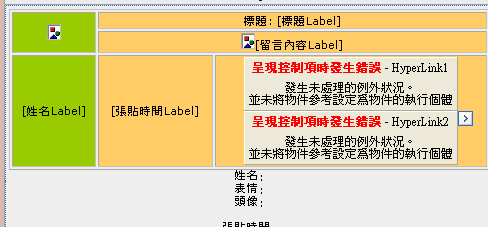 標題: [標題Label]
[留言內容Label]
[姓名Label]
[張貼時間Label]
呈現控制項時發生錯誤 - HyperLink1
發生未處理的例外狀況。
並未將物件參考設定為物件的執行個體
呈現控制項時發生錯誤 - HyperLink2
發生未處理的例外狀況。
並未將物件參考設定為物件的執行個體
姓名:
表情:
頭像:
張貼時間